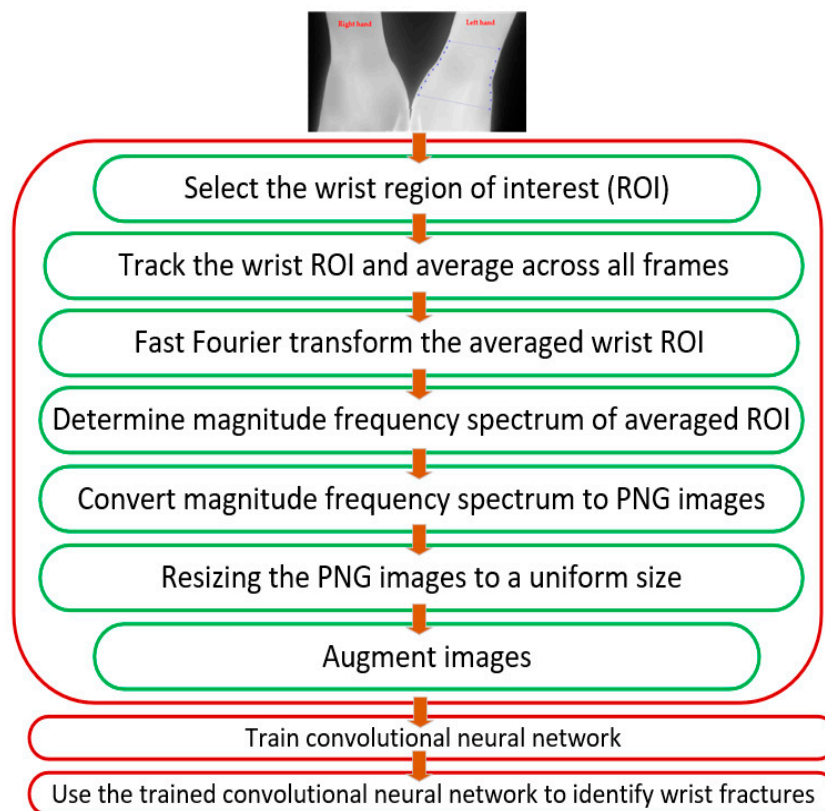 Right hand
Left hand
Select the wrist region of interest (ROI)
Track the wrist ROI and average across all frames
Fast Fourier transform the averaged wrist ROI
Determine magnitude frequency spectrum of averaged ROI
Convert magnitude frequency spectrum to PNG images
Resizing the PNG images to a uniform size
Augment images
Train convolutional neural network
Use the trained convolutional neural network to identify wrist fractures